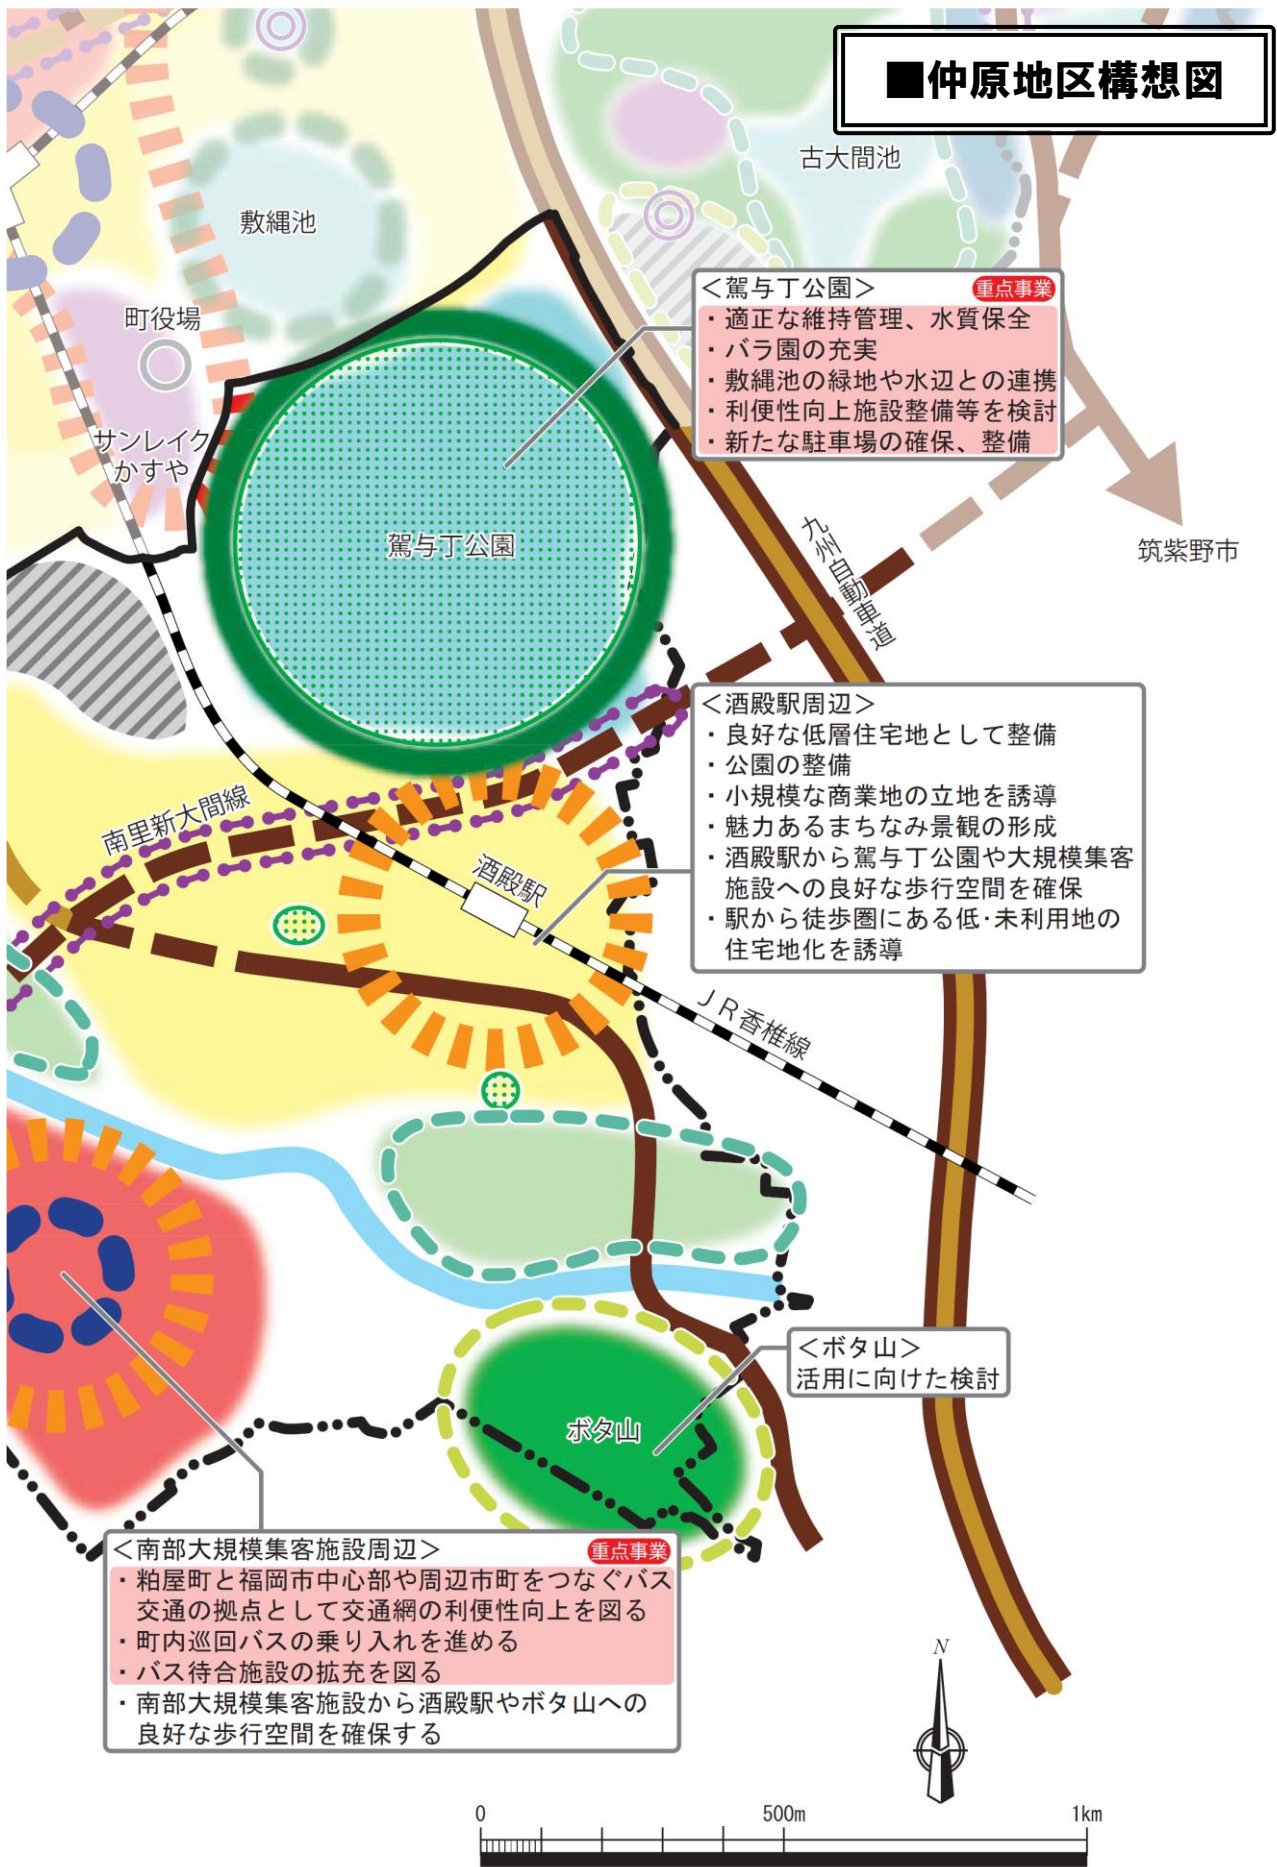 ■仲原地区構想図
古大間池
敷縄池
町役場
サンレイク
かすや
<駕与丁公園>
重点事業
・適正な維持管理、水質保全
・バラ園の充実
・敷縄池の緑地や水辺との連携
・利便性向上施設整備等を検討
・新たな駐車場の確保、整備
駕与丁公園
九州自動車道
筑紫野市
<酒殿駅周辺>
・良好な低層住宅地として整備
・公園の整備
・小規模な商業地の立地を誘導
・魅力あるまちなみ景観の形成
・酒殿駅から駕与丁公園や大規模集客
施設への良好な歩行空間を確保
・駅から徒歩圏にある低・未利用地の
住宅地化を誘導
南里新大間線
酒殿駅
JR香椎線
<ボタ山>
活用に向けた検討
ボタ山
<南部大規模集客施設周辺>
重点事業
・粕屋町と福岡市中心部や周辺市町をつなぐバス
交通の拠点として交通網の利便性向上を図る
・町内巡回バスの乗り入れを進める
・バス待合施設の拡充を図る
・南部大規模集客施設から酒殿駅やボタ山への
良好な歩行空間を確保する
N
0 500m 1km